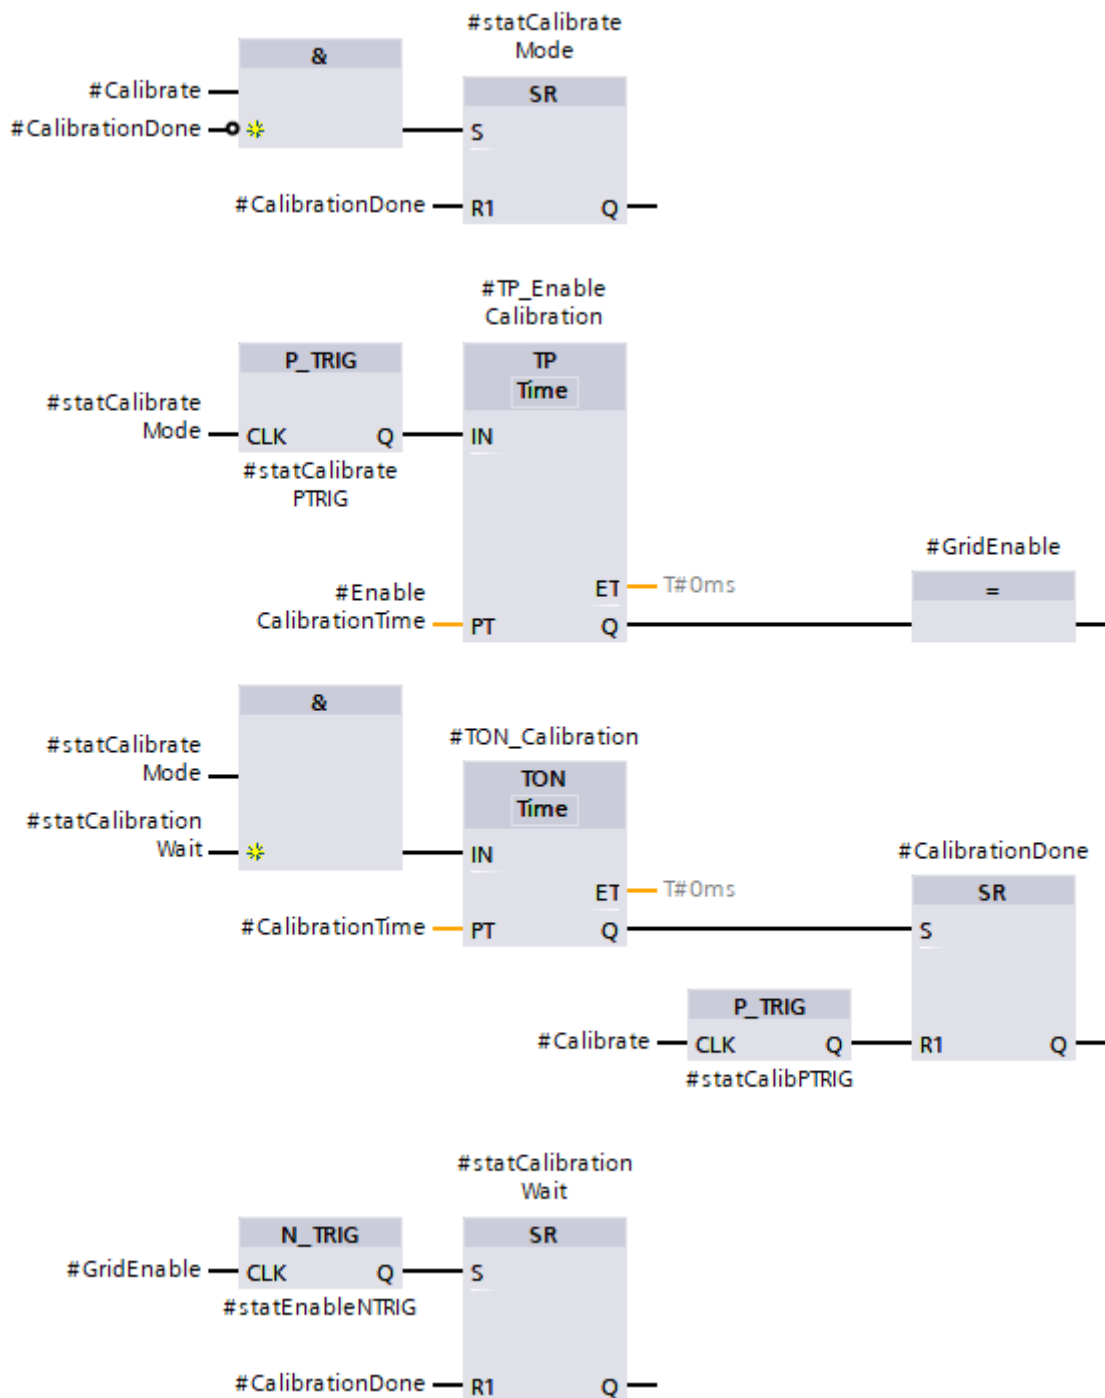 #statCalibrate
Mode
&
SR
#Calibrate
#CalibrationDone
S
#CalibrationDone
R1
Q
#TP_Enable
Calibration
P_TRIG
TP
Time
#statCalibrate
Mode
CLK
Q
IN
#statCalibrate
PTRIG
#GridEnable
#Enable
CalibrationTime
ET
T#0ms
=
PT
Q
&
#TON_Calibration
#statCalibrate
Mode
TON
Time
#statCalibration
Wait
IN
#CalibrationDone
SR
ET
T#0ms
#CalibrationTime
PT
Q
S
P_TRIG
#Calibrate
CLK
Q
R1
Q
#statCalibPTRIG
#statCalibration
Wait
N_TRIG
SR
#GridEnable
CLK
Q
S
#statEnableNTRIG
#CalibrationDone
R1
Q